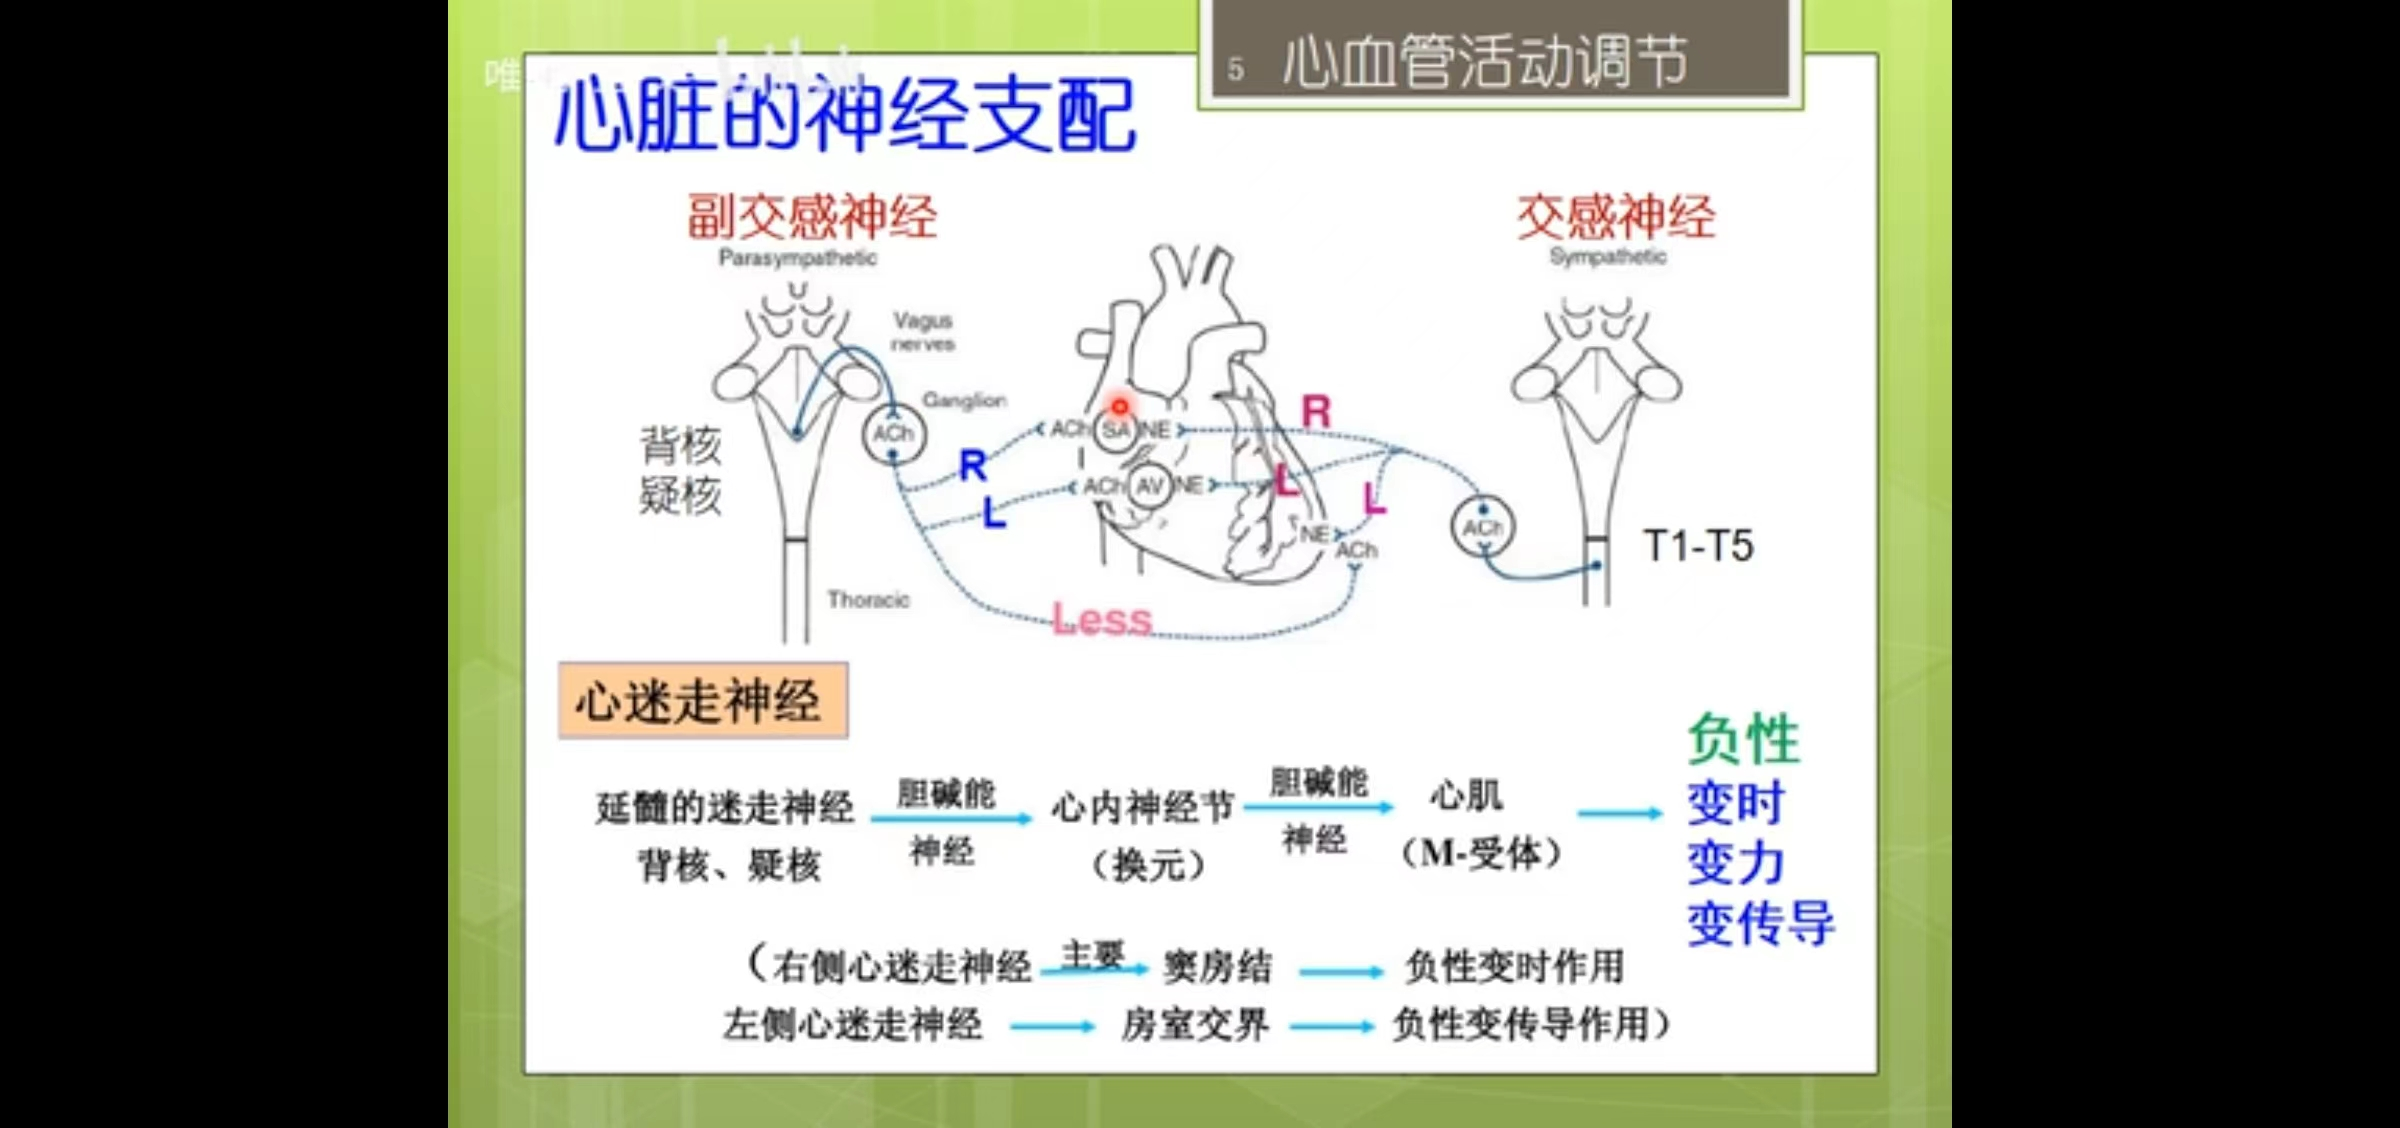 5 心血管活动调节
唯
心脏的神经支配
副交感神经
Parasympathetic
交感神经
Sympathetic
Vagus
nerves
Ganglion
背核
疑核
ACh
R
L
ACh SA NE
ACh AV NE
R
L
L
NE
ACh
ACh
T1-T5
Thoracic
Less
心迷走神经
延髓的迷走神经
背核、疑核
胆碱能
神经
心内神经节
（换元）
胆碱能
神经
心肌
（M-受体）
负性
变时
变力
变传导
（右侧心迷走神经 主要 窦房结 负性变时作用
左侧心迷走神经 房室交界 负性变传导作用）